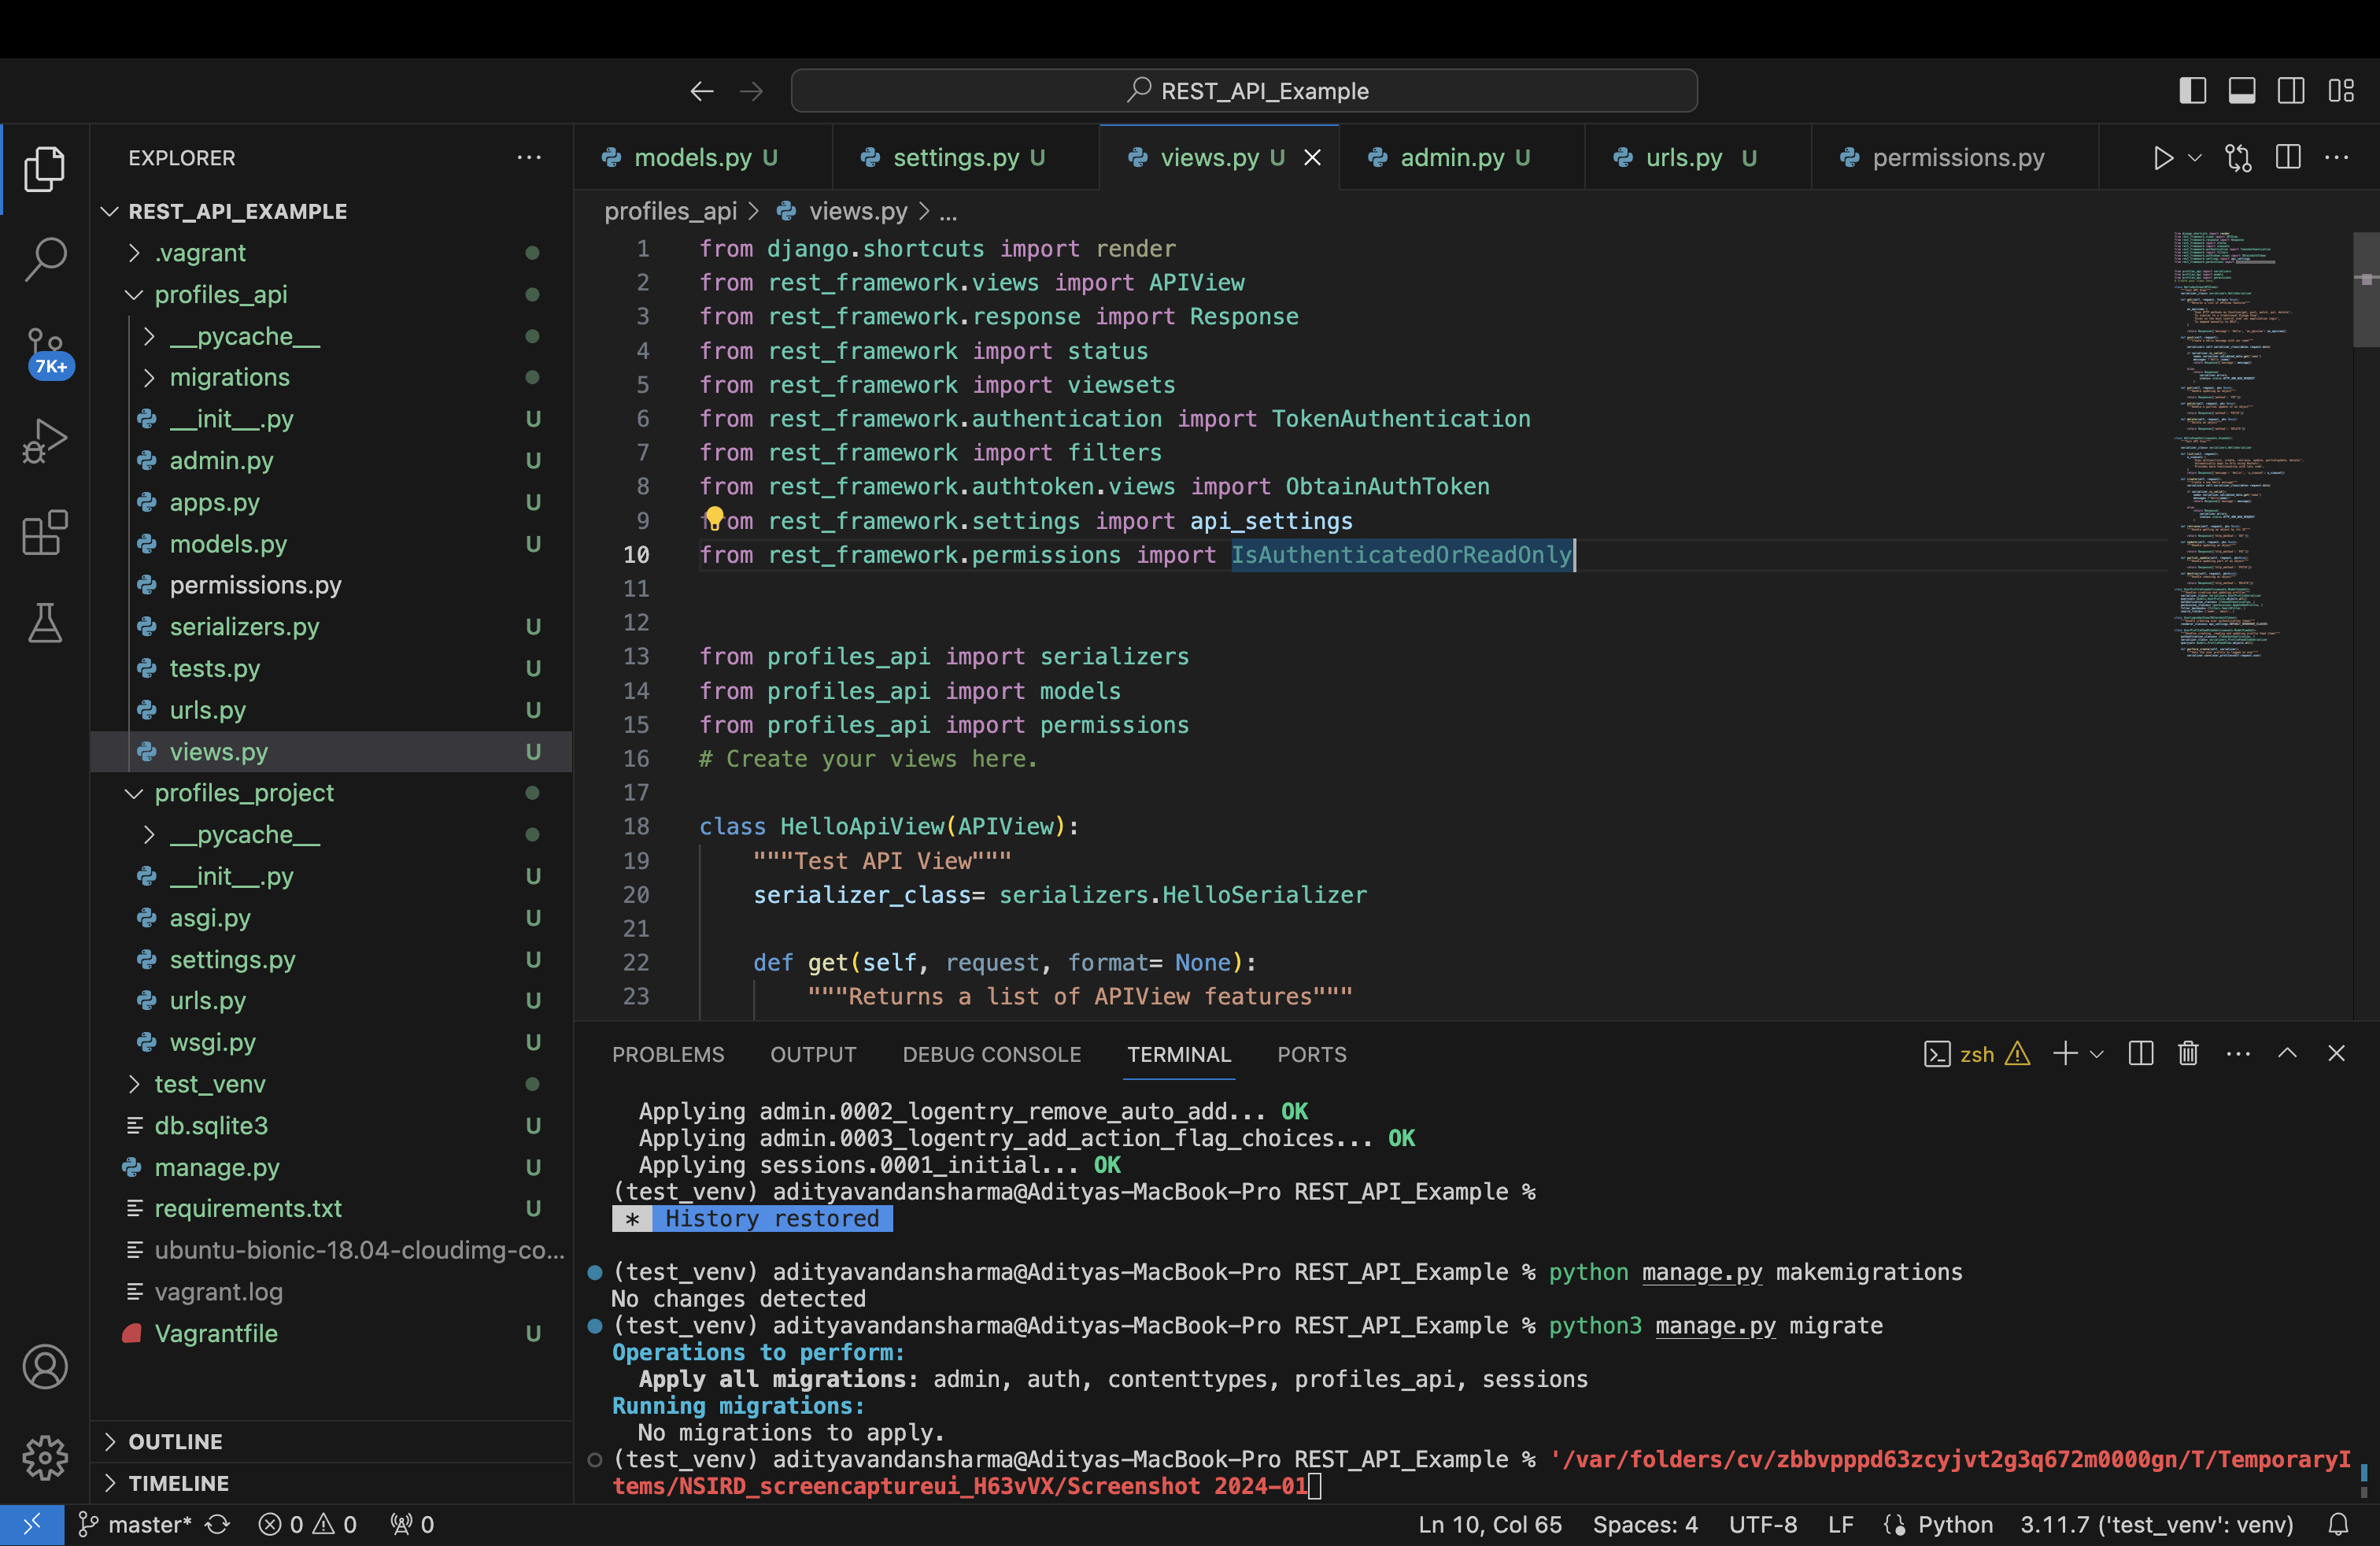 REST_API_Example
EXPLORER
REST_API_EXAMPLE
.vagrant
profiles_api
__pycache__
migrations
__init__.py U
admin.py U
apps.py U
models.py U
permissions.py
serializers.py U
tests.py U
urls.py U
views.py U
profiles_project
__pycache__
__init__.py U
asgi.py U
settings.py U
urls.py U
wsgi.py U
test_venv
db.sqlite3 U
manage.py U
requirements.txt U
ubuntu-bionic-18.04-cloudimg-co...
vagrant.log
Vagrantfile U
OUTLINE
TIMELINE
7K+
models.py U settings.py U views.py U admin.py U urls.py U permissions.py
profiles_api > views.py > ...
1 from django.shortcuts import render
2 from rest_framework.views import APIView
3 from rest_framework.response import Response
4 from rest_framework import status
5 from rest_framework import viewsets
6 from rest_framework.authentication import TokenAuthentication
7 from rest_framework import filters
8 from rest_framework.authtoken.views import ObtainAuthToken
9 from rest_framework.settings import api_settings
10 from rest_framework.permissions import IsAuthenticatedOrReadOnly
11
12
13 from profiles_api import serializers
14 from profiles_api import models
15 from profiles_api import permissions
16 # Create your views here.
17
18 class HelloApiView(APIView):
19 """Test API View"""
20 serializer_class= serializers.HelloSerializer
21
22 def get(self, request, format= None):
23 """Returns a list of APIView features"""
PROBLEMS OUTPUT DEBUG CONSOLE TERMINAL PORTS
zsh
Applying admin.0002_logentry_remove_auto_add... OK
Applying admin.0003_logentry_add_action_flag_choices... OK
Applying sessions.0001_initial... OK
(test_venv) adityavandansharma@Adityas-MacBook-Pro REST_API_Example %
* History restored
(test_venv) adityavandansharma@Adityas-MacBook-Pro REST_API_Example % python manage.py makemigrations
No changes detected
(test_venv) adityavandansharma@Adityas-MacBook-Pro REST_API_Example % python3 manage.py migrate
Operations to perform:
Apply all migrations: admin, auth, contenttypes, profiles_api, sessions
Running migrations:
No migrations to apply.
(test_venv) adityavandansharma@Adityas-MacBook-Pro REST_API_Example % '/var/folders/cv/zbbvpppd63zcyjvt2g3q672m0000gn/T/TemporaryI
tems/NSIRD_screencaptureui_H63vVX/Screenshot 2024-01
master* 0 0 0 Ln 10, Col 65 Spaces: 4 UTF-8 LF Python 3.11.7 ('test_venv': venv)